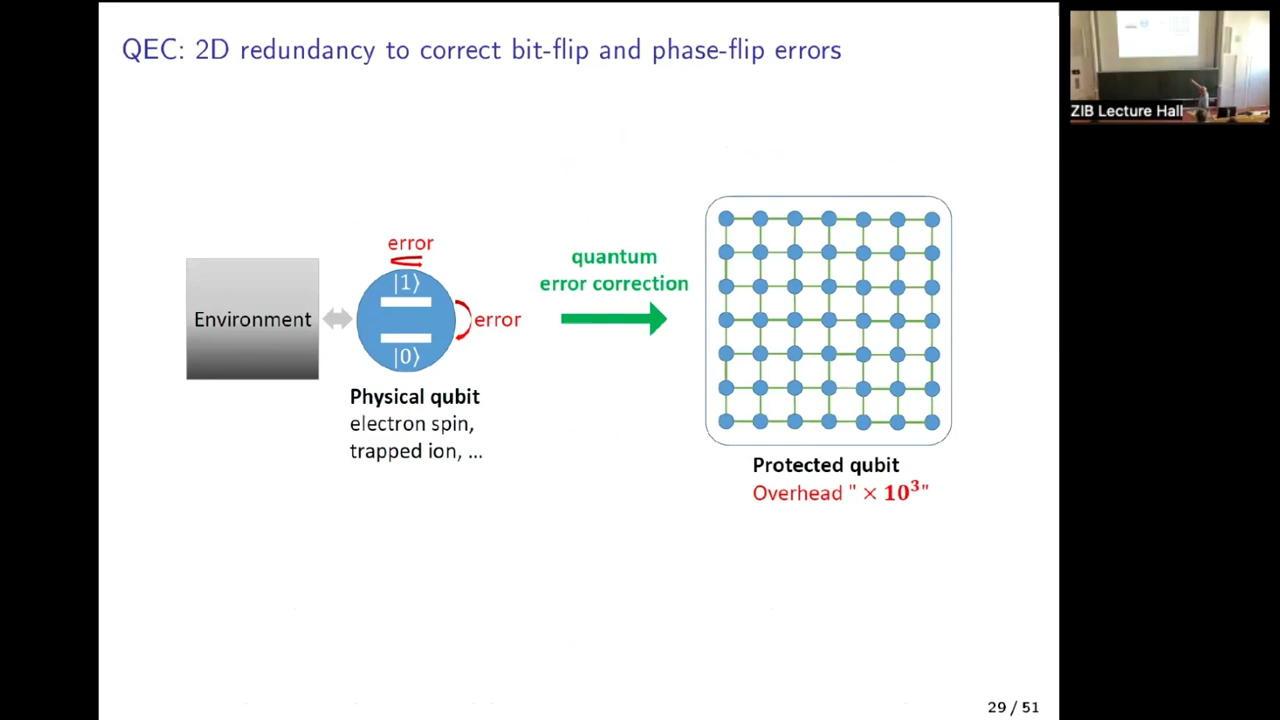 QEC: 2D redundancy to correct bit-flip and phase-flip errors
ZIB Lecture Hall
error
|1⟩
Environment
error
|0⟩
Physical qubit
electron spin,
trapped ion, ...
quantum
error correction
Protected qubit
Overhead " × 10³"
29 / 51